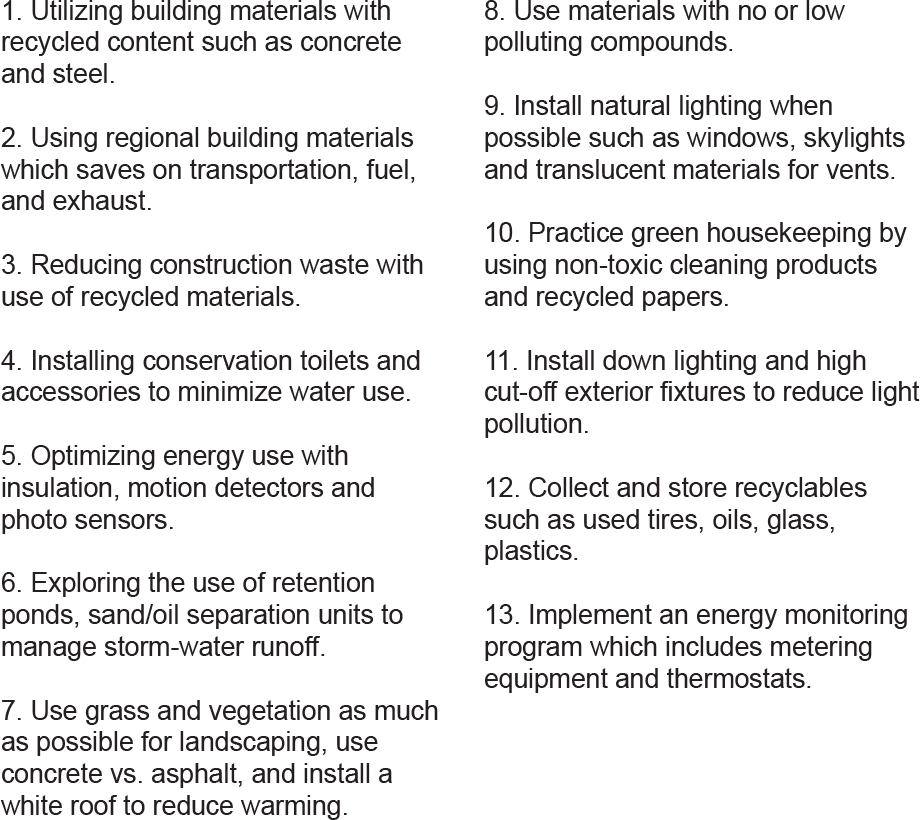 1. Utilizing building materials with
recycled content such as concrete
and steel.
2. Using regional building materials
which saves on transportation, fuel,
and exhaust.
3. Reducing construction waste with
use of recycled materials.
4. Installing conservation toilets and
accessories to minimize water use.
5. Optimizing energy use with
insulation, motion detectors and
photo sensors.
6. Exploring the use of retention
ponds, sand/oil separation units to
manage storm-water runoff.
7. Use grass and vegetation as much
as possible for landscaping, use
concrete vs. asphalt, and install a
white roof to reduce warming.
8. Use materials with no or low
polluting compounds.
9. Install natural lighting when
possible such as windows, skylights
and translucent materials for vents.
10. Practice green housekeeping by
using non-toxic cleaning products
and recycled papers.
11. Install down lighting and high
cut-off exterior fixtures to reduce light
pollution.
12. Collect and store recyclables
such as used tires, oils, glass,
plastics.
13. Implement an energy monitoring
program which includes metering
equipment and thermostats.